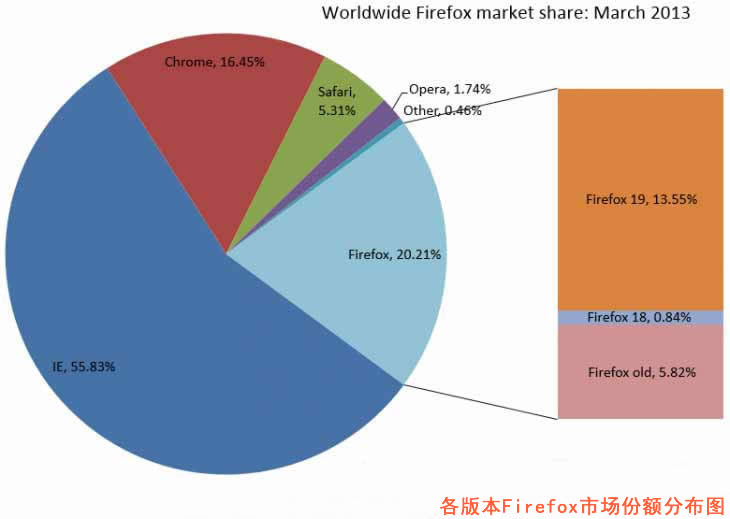 Worldwide Firefox market share: March 2013
Chrome, 16.45%
Safari,
5.31%
Opera, 1.74%
Other, 0.46%
Firefox, 20.21%
IE, 55.83%
Firefox 19, 13.55%
Firefox 18, 0.84%
Firefox old, 5.82%
各版本Firefox市场份额分布图